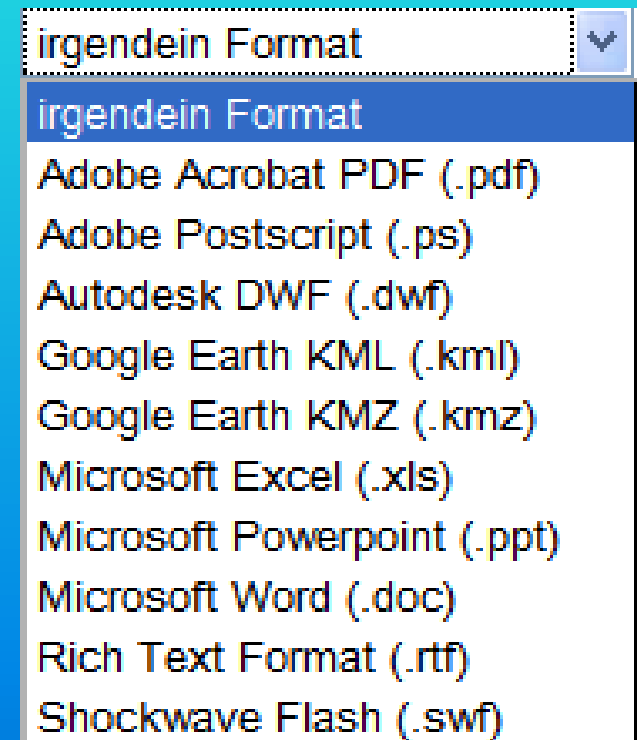 irgendein Format
irgendein Format
Adobe Acrobat PDF (.pdf)
Adobe Postscript (.ps)
Autodesk DWF (.dwf)
Google Earth KML (.kml)
Google Earth KMZ (.kmz)
Microsoft Excel (.xls)
Microsoft Powerpoint (.ppt)
Microsoft Word (.doc)
Rich Text Format (.rtf)
Shockwave Flash (.swf)